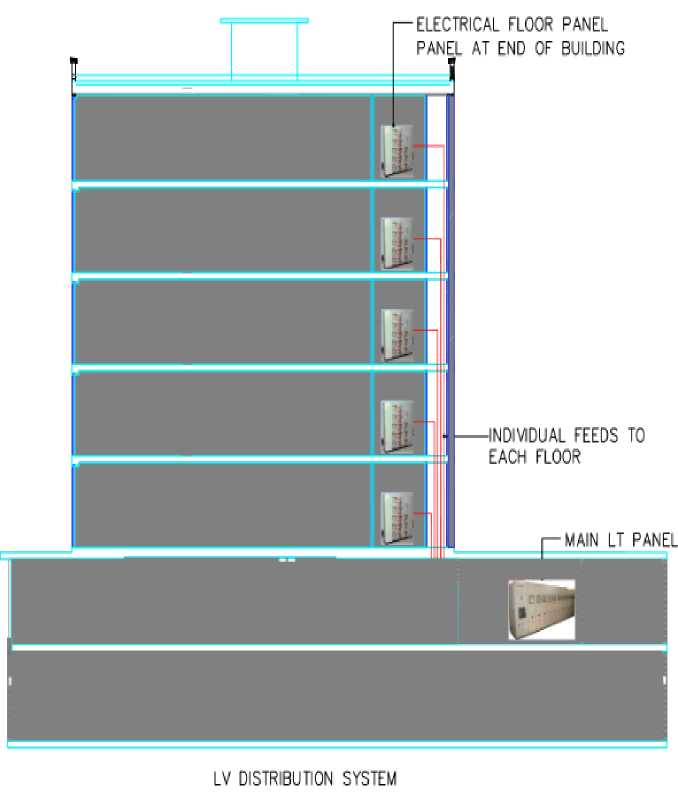 ELECTRICAL FLOOR PANEL
PANEL AT END OF BUILDING
INDIVIDUAL FEEDS TO
EACH FLOOR
MAIN LT PANEL
LV DISTRIBUTION SYSTEM